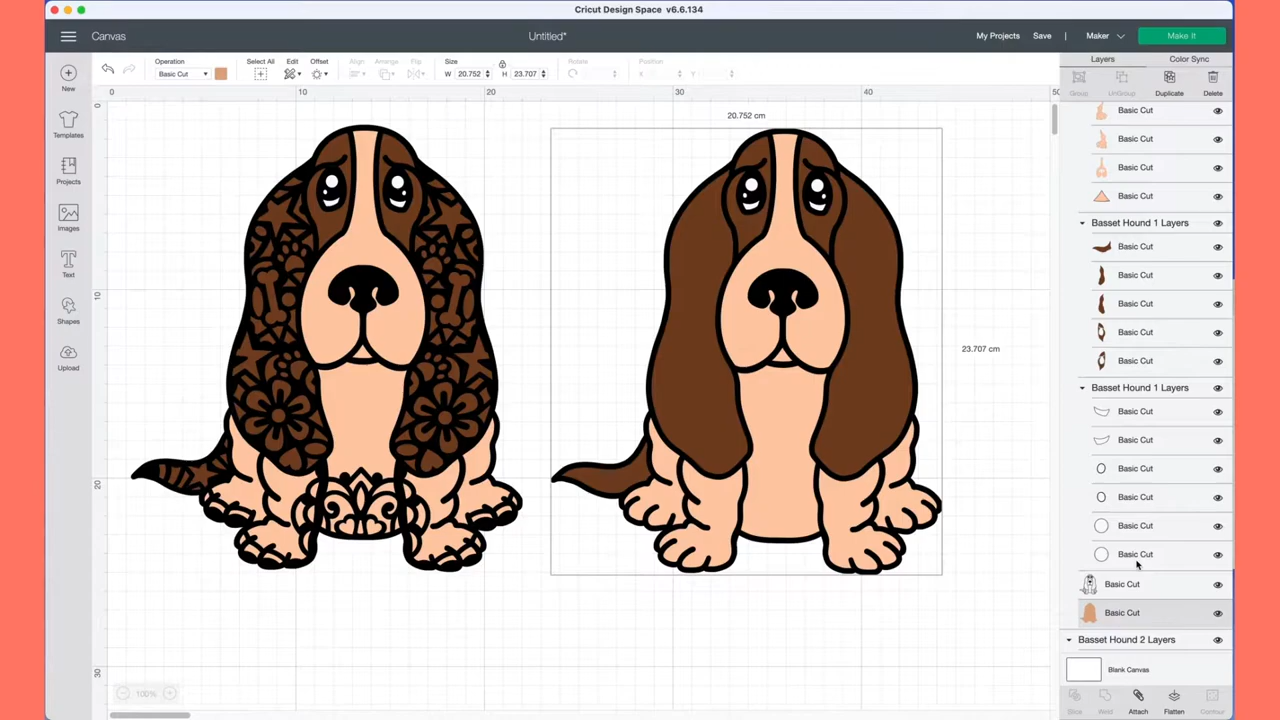 Cricut Design Space v6.6.134
Canvas
Untitled*
My Projects
Save
|
Maker
Make It
New
Templates
Projects
Images
Text
Shapes
Upload
Operation
Basic Cut
Select All
Edit
Offset
Align
Arrange
Flip
Size
W 20.752
H 23.707
Rotate
Position
X
Y
0
10
20
30
40
50
0
10
20
30
20.752 cm
23.707 cm
100%
Layers
Color Sync
Group
UnGroup
Duplicate
Delete
Basic Cut
Basic Cut
Basic Cut
Basic Cut
Basset Hound 1 Layers
Basic Cut
Basic Cut
Basic Cut
Basic Cut
Basic Cut
Basset Hound 1 Layers
Basic Cut
Basic Cut
Basic Cut
Basic Cut
Basic Cut
Basic Cut
Basic Cut
Basic Cut
Basset Hound 2 Layers
Blank Canvas
Slice
Weld
Attach
Flatten
Contour